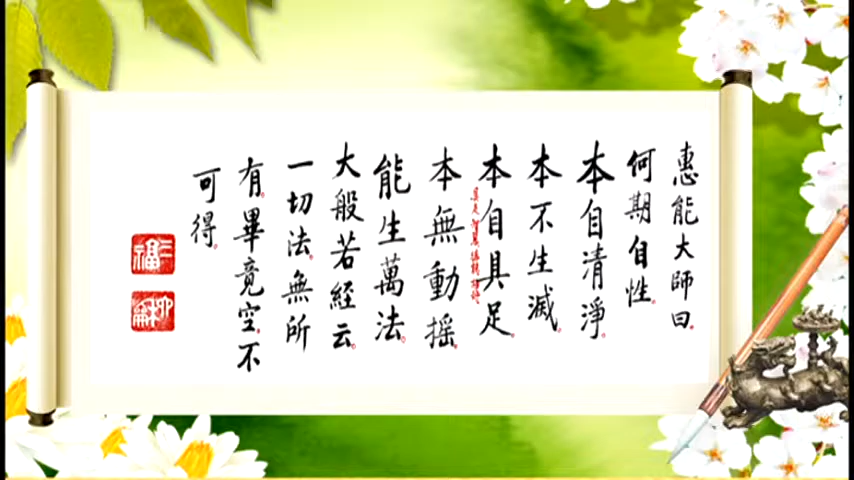 惠能大師曰
何期自性
本自清淨
本不生滅
本自具足
本無動搖
能生萬法
大般若經云
一切法無所
有畢竟空不
可得